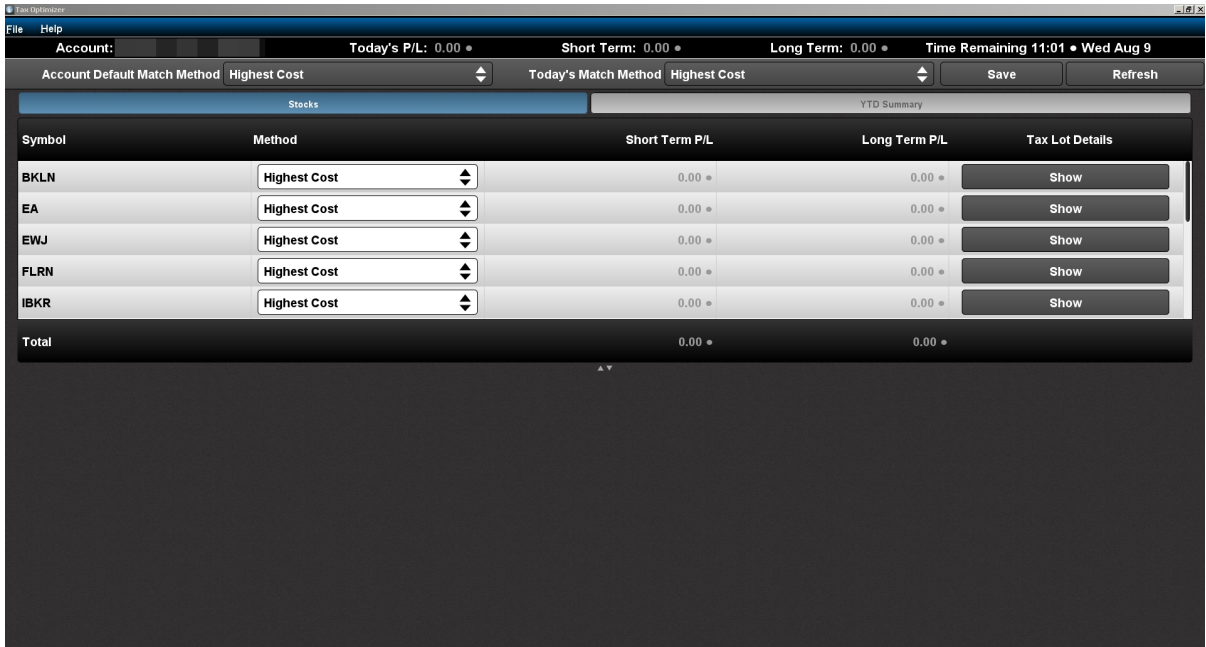 Tax Optimizer
File Help
Account: Today's P/L: 0.00 Short Term: 0.00 Long Term: 0.00 Time Remaining 11:01 • Wed Aug 9
Account Default Match Method Highest Cost Today's Match Method Highest Cost Save Refresh
Stocks YTD Summary
Symbol Method Short Term P/L Long Term P/L Tax Lot Details
BKLN Highest Cost 0.00 0.00 Show
EA Highest Cost 0.00 0.00 Show
EWJ Highest Cost 0.00 0.00 Show
FLRN Highest Cost 0.00 0.00 Show
IBKR Highest Cost 0.00 0.00 Show
Total 0.00 0.00